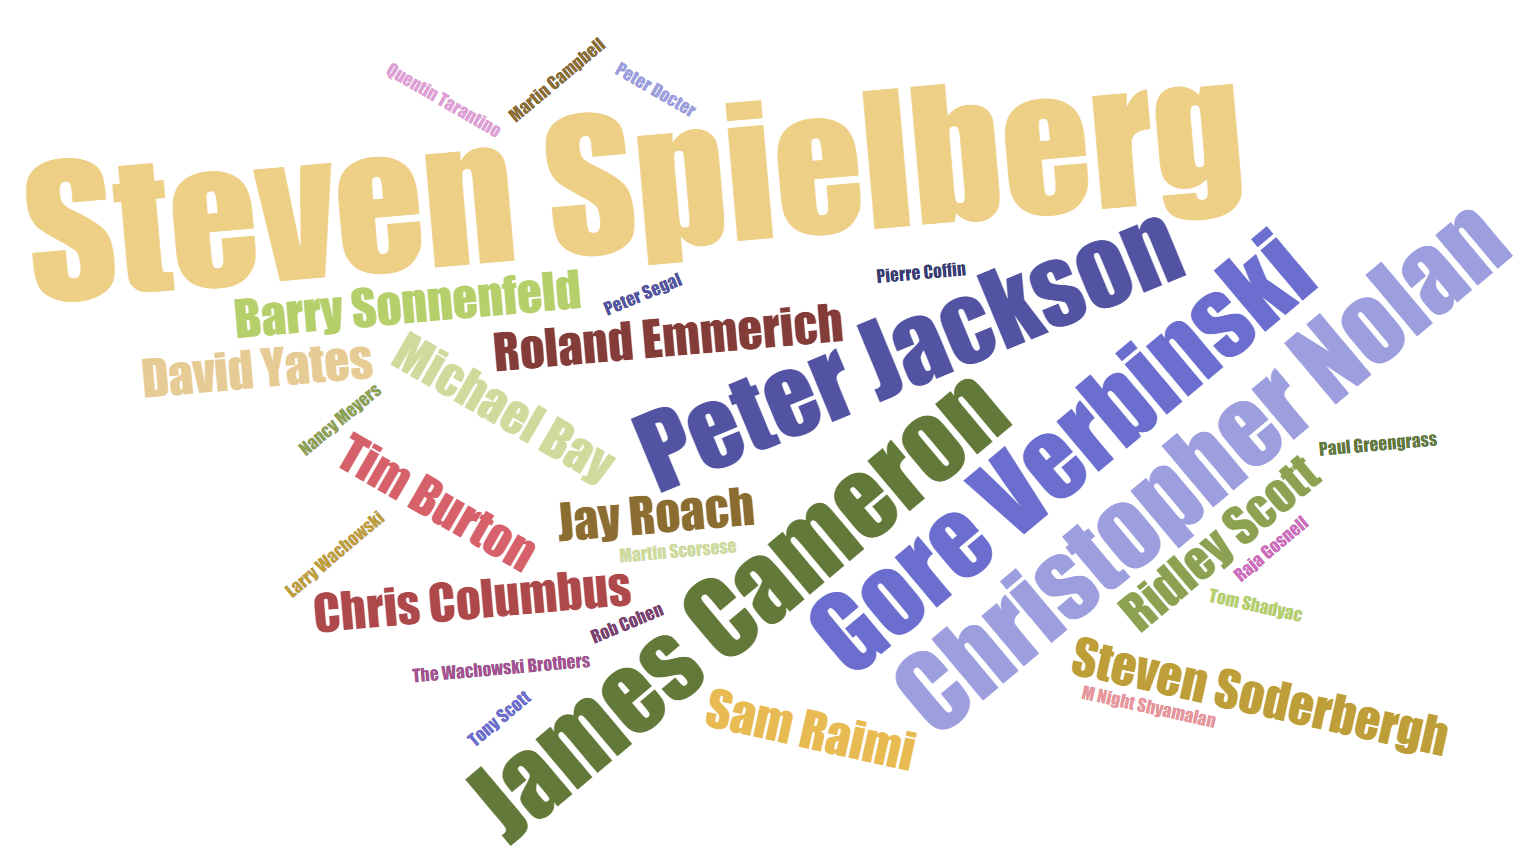 Quentin Tarantino
Martin Campbell
Peter Docter
Steven Spielberg
Barry Sonnenfeld
Peter Segal
Pierre Coffin
Peter Jackson
Roland Emmerich
David Yates
Michael Bay
Nancy Meyers
Tim Burton
Gore Verbinski
Christopher Nolan
Paul Greengrass
Jay Roach
Martin Scorsese
James Cameron
Ridley Scott
Raja Gosnell
Tom Shadyac
Larry Wachowski
Chris Columbus
Rob Cohen
The Wachowski Brothers
Tony Scott
Sam Raimi
Steven Soderbergh
M Night Shyamalan